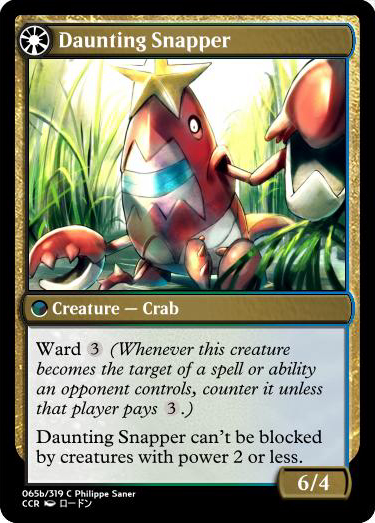 Daunting Snapper
Creature — Crab
Ward 3 (Whenever this creature
becomes the target of a spell or ability
an opponent controls, counter it unless
that player pays 3.)
Daunting Snapper can't be blocked
by creatures with power 2 or less.
6/4
065b/319 C Philippe Saner
CCR ロードン